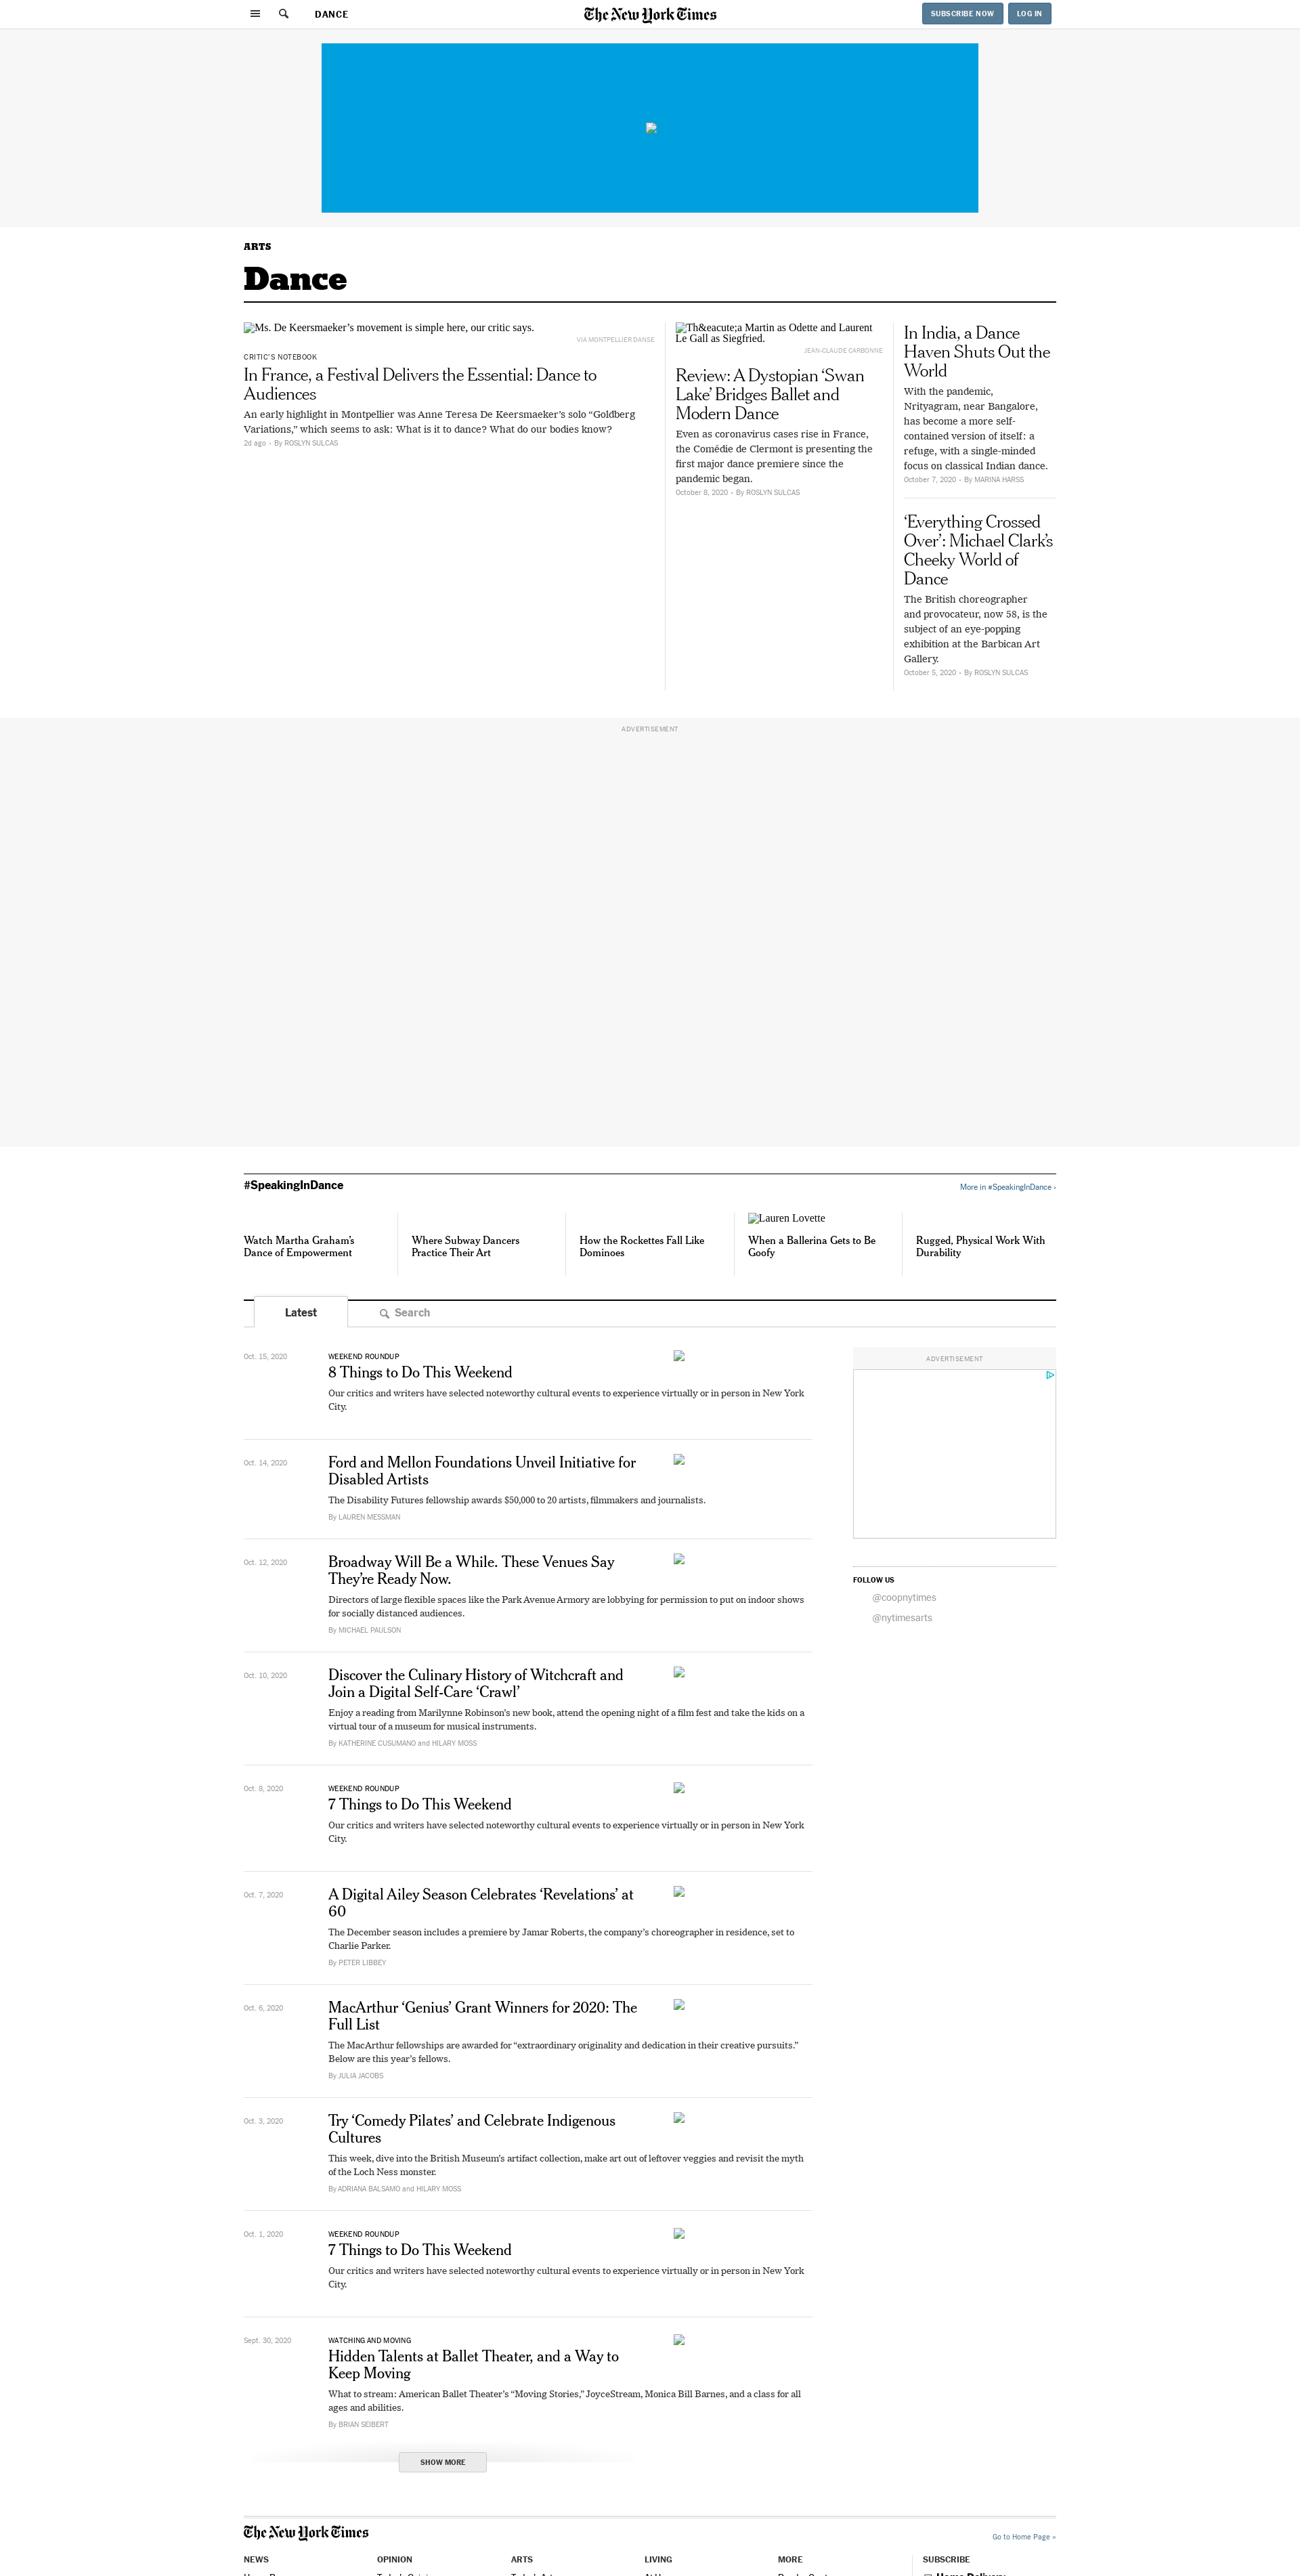 DANCE
The New York Times
SUBSCRIBE NOW
LOG IN
ARTS
Dance
Ms. De Keersmaeker’s movement is simple here, our critic says.
VIA MONTPELLIER DANSE
CRITIC’S NOTEBOOK
In France, a Festival Delivers the Essential: Dance to
Audiences
An early highlight in Montpellier was Anne Teresa De Keersmaeker’s solo “Goldberg
Variations,” which seems to ask: What is it to dance? What do our bodies know?
2d ago • By ROSLYN SULCAS
Th&eacute;a Martin as Odette and Laurent
Le Gall as Siegfried.
JEAN-CLAUDE CARBONNE
Review: A Dystopian ‘Swan
Lake’ Bridges Ballet and
Modern Dance
Even as coronavirus cases rise in France,
the Comédie de Clermont is presenting the
first major dance premiere since the
pandemic began.
October 8, 2020 • By ROSLYN SULCAS
In India, a Dance
Haven Shuts Out the
World
With the pandemic,
Nrityagram, near Bangalore,
has become a more self-
contained version of itself: a
refuge, with a single-minded
focus on classical Indian dance.
October 7, 2020 • By MARINA HARSS
‘Everything Crossed
Over’: Michael Clark’s
Cheeky World of
Dance
The British choreographer
and provocateur, now 58, is the
subject of an eye-popping
exhibition at the Barbican Art
Gallery.
October 5, 2020 • By ROSLYN SULCAS
ADVERTISEMENT
#SpeakingInDance
More in #SpeakingInDance ›
Watch Martha Graham’s
Dance of Empowerment
Where Subway Dancers
Practice Their Art
How the Rockettes Fall Like
Dominoes
Lauren Lovette
When a Ballerina Gets to Be
Goofy
Rugged, Physical Work With
Durability
Latest
Search
Oct. 15, 2020
WEEKEND ROUNDUP
8 Things to Do This Weekend
Our critics and writers have selected noteworthy cultural events to experience virtually or in person in New York
City.
Oct. 14, 2020
Ford and Mellon Foundations Unveil Initiative for
Disabled Artists
The Disability Futures fellowship awards $50,000 to 20 artists, filmmakers and journalists.
By LAUREN MESSMAN
Oct. 12, 2020
Broadway Will Be a While. These Venues Say
They’re Ready Now.
Directors of large flexible spaces like the Park Avenue Armory are lobbying for permission to put on indoor shows
for socially distanced audiences.
By MICHAEL PAULSON
Oct. 10, 2020
Discover the Culinary History of Witchcraft and
Join a Digital Self-Care ‘Crawl’
Enjoy a reading from Marilynne Robinson’s new book, attend the opening night of a film fest and take the kids on a
virtual tour of a museum for musical instruments.
By KATHERINE CUSUMANO and HILARY MOSS
Oct. 8, 2020
WEEKEND ROUNDUP
7 Things to Do This Weekend
Our critics and writers have selected noteworthy cultural events to experience virtually or in person in New York
City.
Oct. 7, 2020
A Digital Ailey Season Celebrates ‘Revelations’ at
60
The December season includes a premiere by Jamar Roberts, the company’s choreographer in residence, set to
Charlie Parker.
By PETER LIBBEY
Oct. 6, 2020
MacArthur ‘Genius’ Grant Winners for 2020: The
Full List
The MacArthur fellowships are awarded for “extraordinary originality and dedication in their creative pursuits.”
Below are this year’s fellows.
By JULIA JACOBS
Oct. 3, 2020
Try ‘Comedy Pilates’ and Celebrate Indigenous
Cultures
This week, dive into the British Museum’s artifact collection, make art out of leftover veggies and revisit the myth
of the Loch Ness monster.
By ADRIANA BALSAMO and HILARY MOSS
Oct. 1, 2020
WEEKEND ROUNDUP
7 Things to Do This Weekend
Our critics and writers have selected noteworthy cultural events to experience virtually or in person in New York
City.
Sept. 30, 2020
WATCHING AND MOVING
Hidden Talents at Ballet Theater, and a Way to
Keep Moving
What to stream: American Ballet Theater’s “Moving Stories,” JoyceStream, Monica Bill Barnes, and a class for all
ages and abilities.
By BRIAN SEIBERT
SHOW MORE
ADVERTISEMENT
FOLLOW US
@coopnytimes
@nytimesarts
The New York Times
Go to Home Page »
NEWS
OPINION
ARTS
LIVING
MORE
SUBSCRIBE